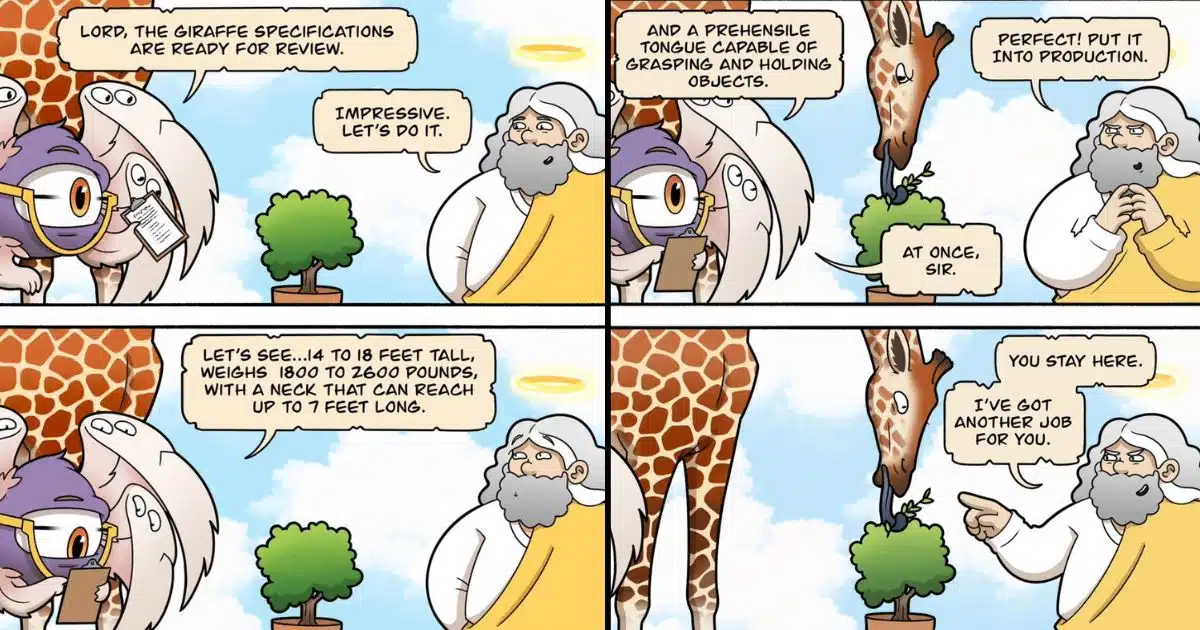 LORD, THE GIRAFFE SPECIFICATIONS
ARE READY FOR REVIEW.
IMPRESSIVE.
LET'S DO IT.
LET'S SEE...14 TO 18 FEET TALL,
WEIGHS 1800 TO 2600 POUNDS,
WITH A NECK THAT CAN REACH
UP TO 7 FEET LONG.
AND A PREHENSILE
TONGUE CAPABLE OF
GRASPING AND HOLDING
OBJECTS.
PERFECT! PUT IT
INTO PRODUCTION.
AT ONCE,
SIR.
YOU STAY HERE.
I'VE GOT
ANOTHER JOB
FOR YOU.